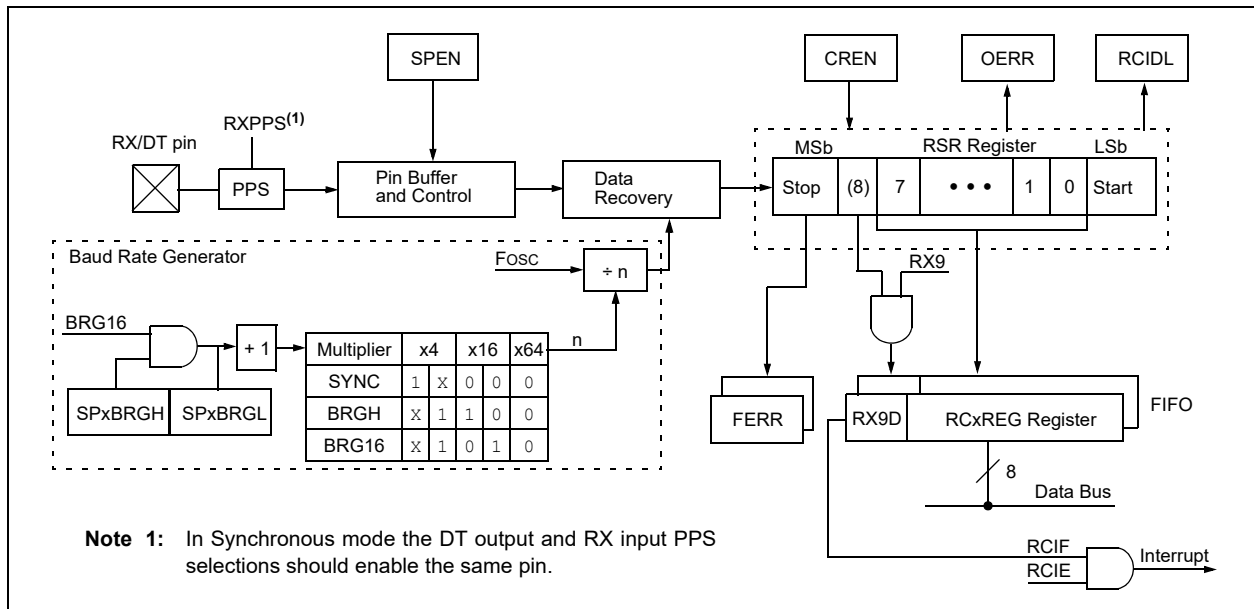 SPEN
CREN
OERR
RCIDL
RXPPS(1)
RX/DT pin
PPS
Pin Buffer
and Control
Data
Recovery
MSb
RSR Register
LSb
Stop
(8)
7
• • •
1
0
Start
Baud Rate Generator
FOSC
÷ n
RX9
BRG16
+ 1
n
Multiplier x4 x16 x64
SYNC 1 X 0 0 0
BRGH X 1 1 0 0
BRG16 X 1 0 1 0
SPxBRGH
SPxBRGL
FERR
RX9D
RCxREG Register
FIFO
8
Data Bus
Note 1: In Synchronous mode the DT output and RX input PPS
selections should enable the same pin.
RCIF
RCIE
Interrupt